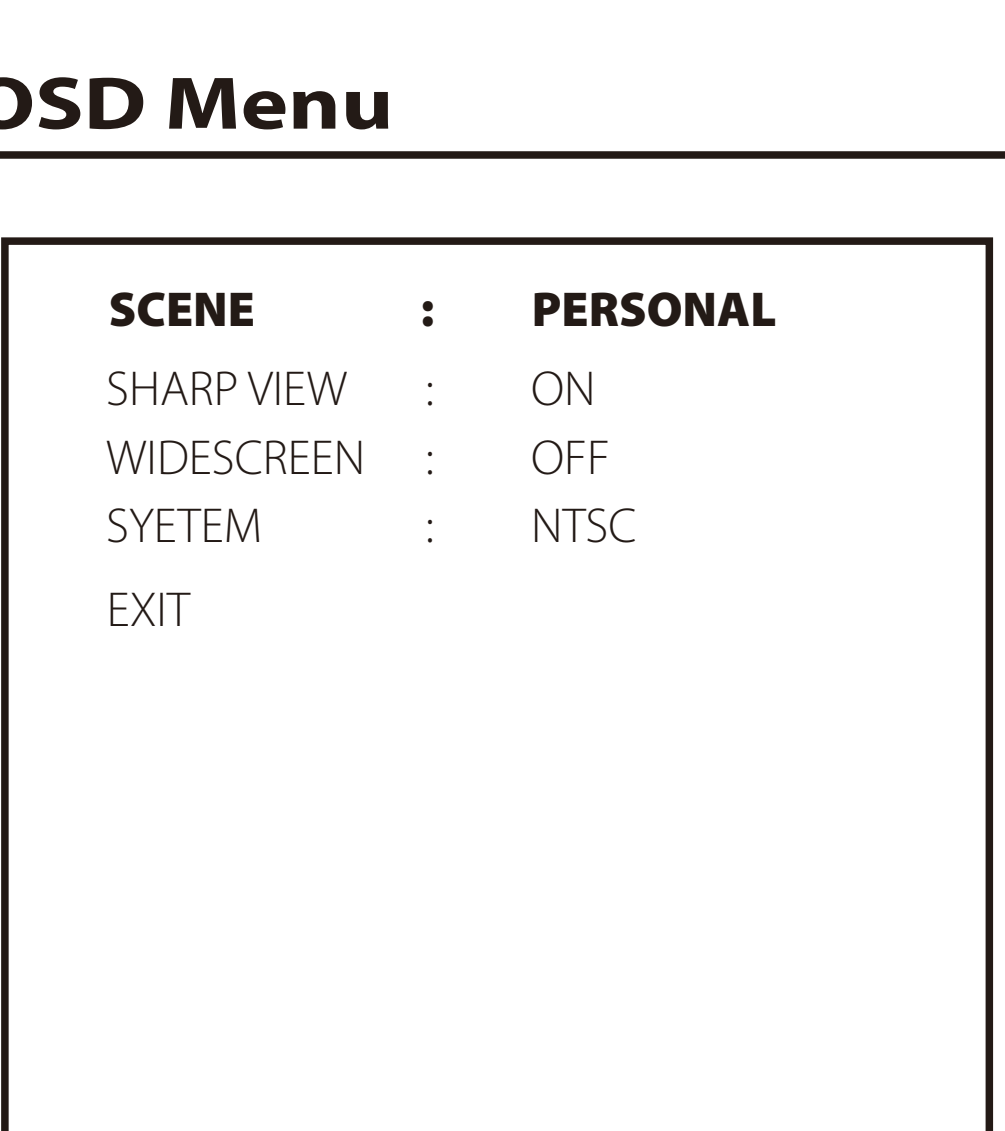 OSD Menu
SCENE : PERSONAL
SHARP VIEW : ON
WIDESCREEN : OFF
SYETEM : NTSC
EXIT